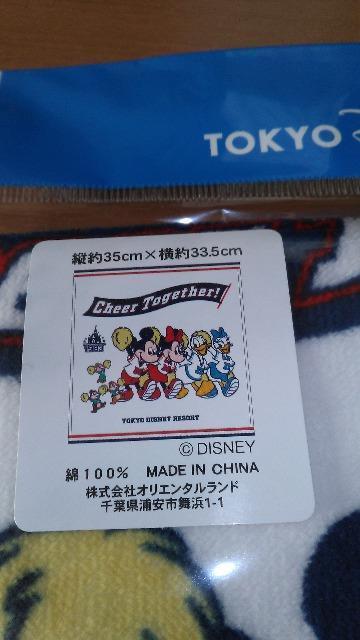 TOKYO
縦約35cm×横約33.5cm
Cheer Together!
TOKYO DISNEY RESORT
© DISNEY
綿100% MADE IN CHINA
株式会社オリエンタルランド
千葉県浦安市舞浜1-1